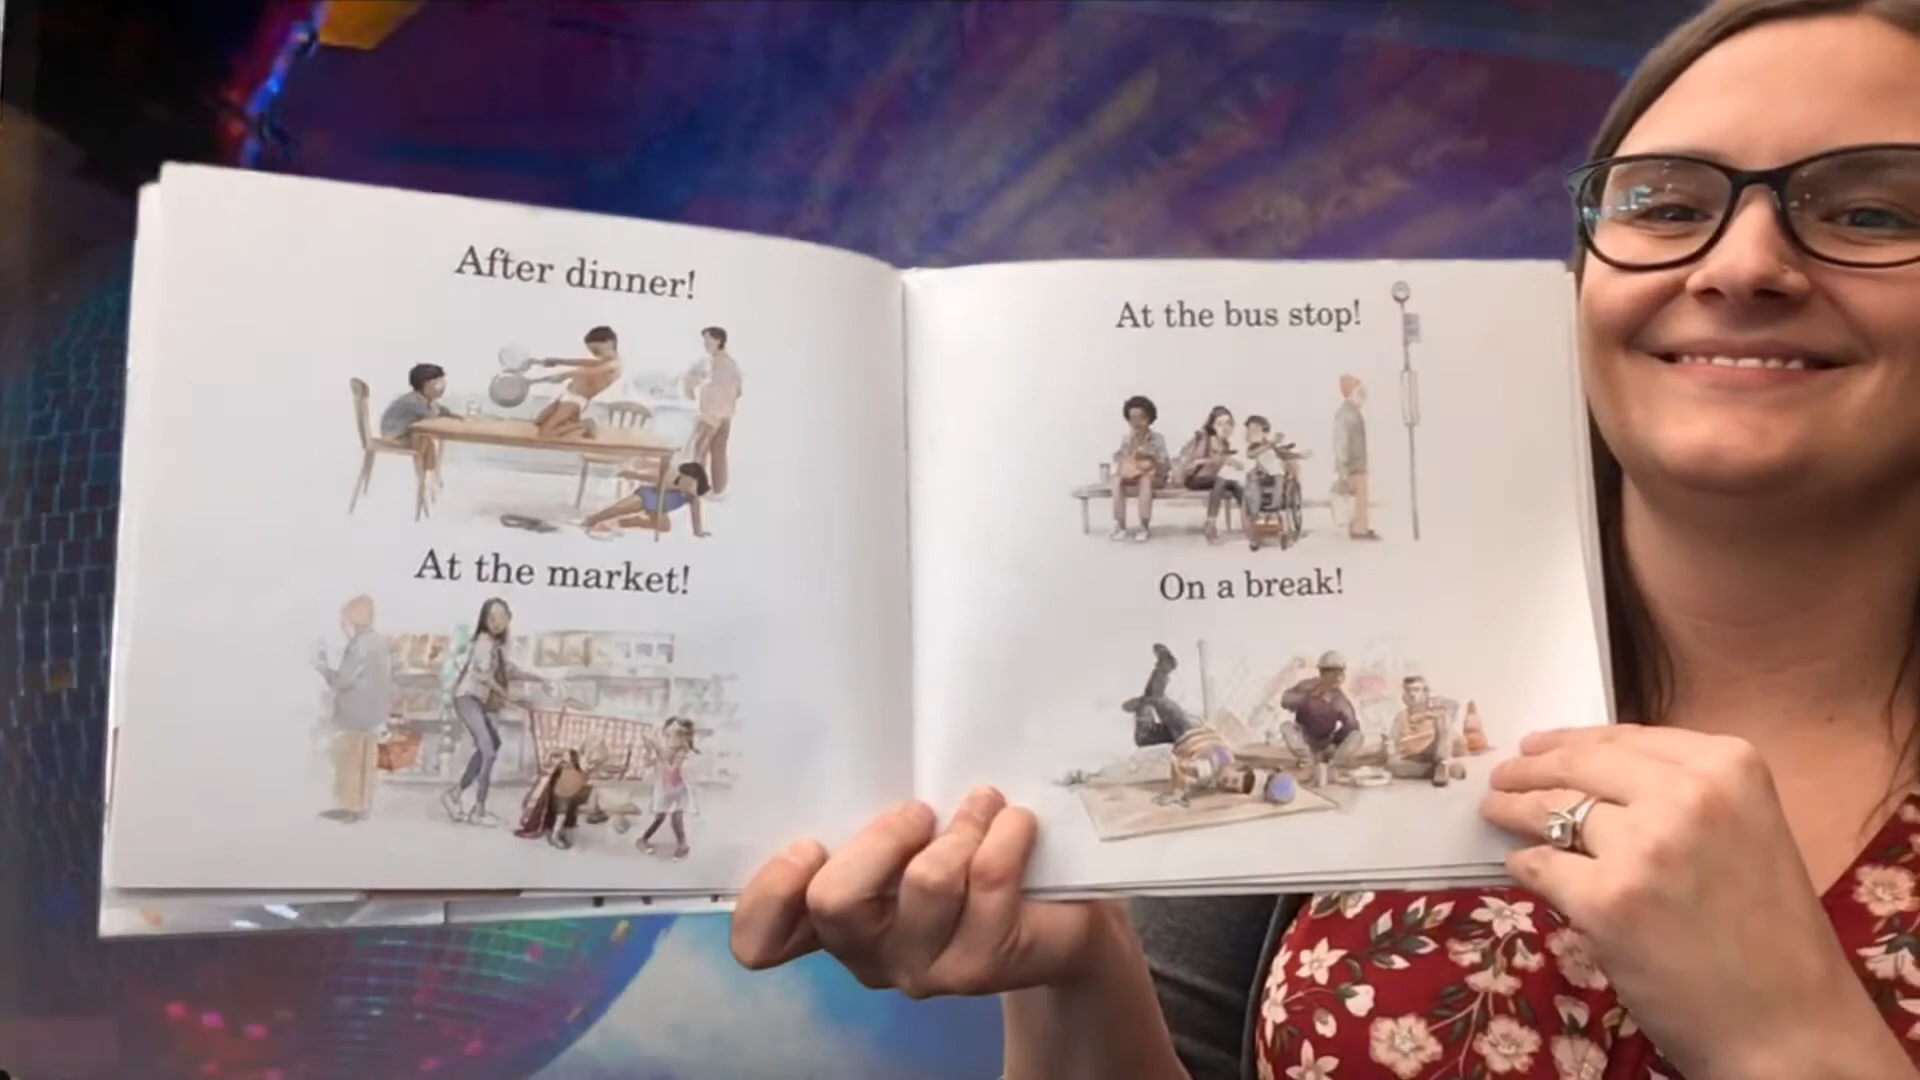 After dinner!
At the market!
At the bus stop!
On a break!